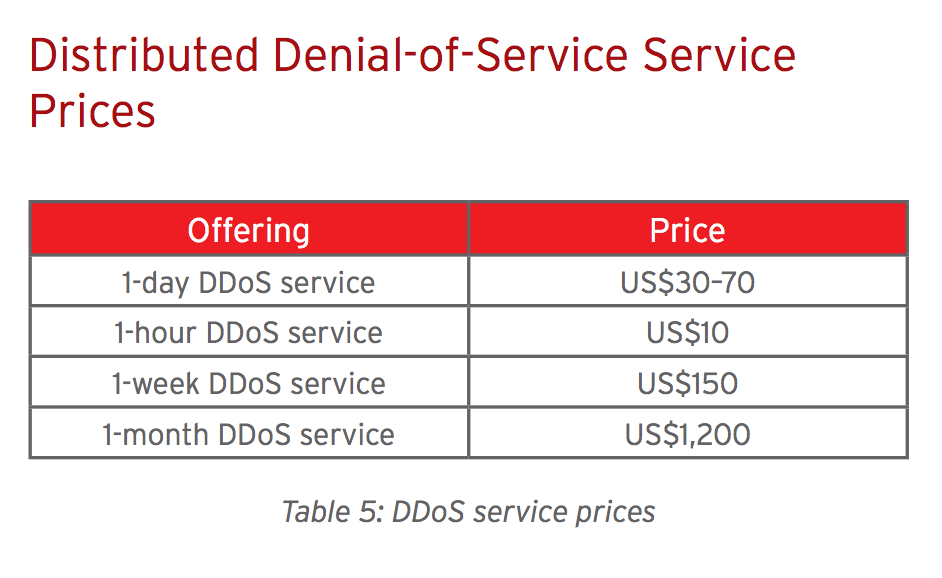 Distributed Denial-of-Service Service
Prices
Offering Price
1-day DDoS service US$30–70
1-hour DDoS service US$10
1-week DDoS service US$150
1-month DDoS service US$1,200
Table 5: DDoS service prices